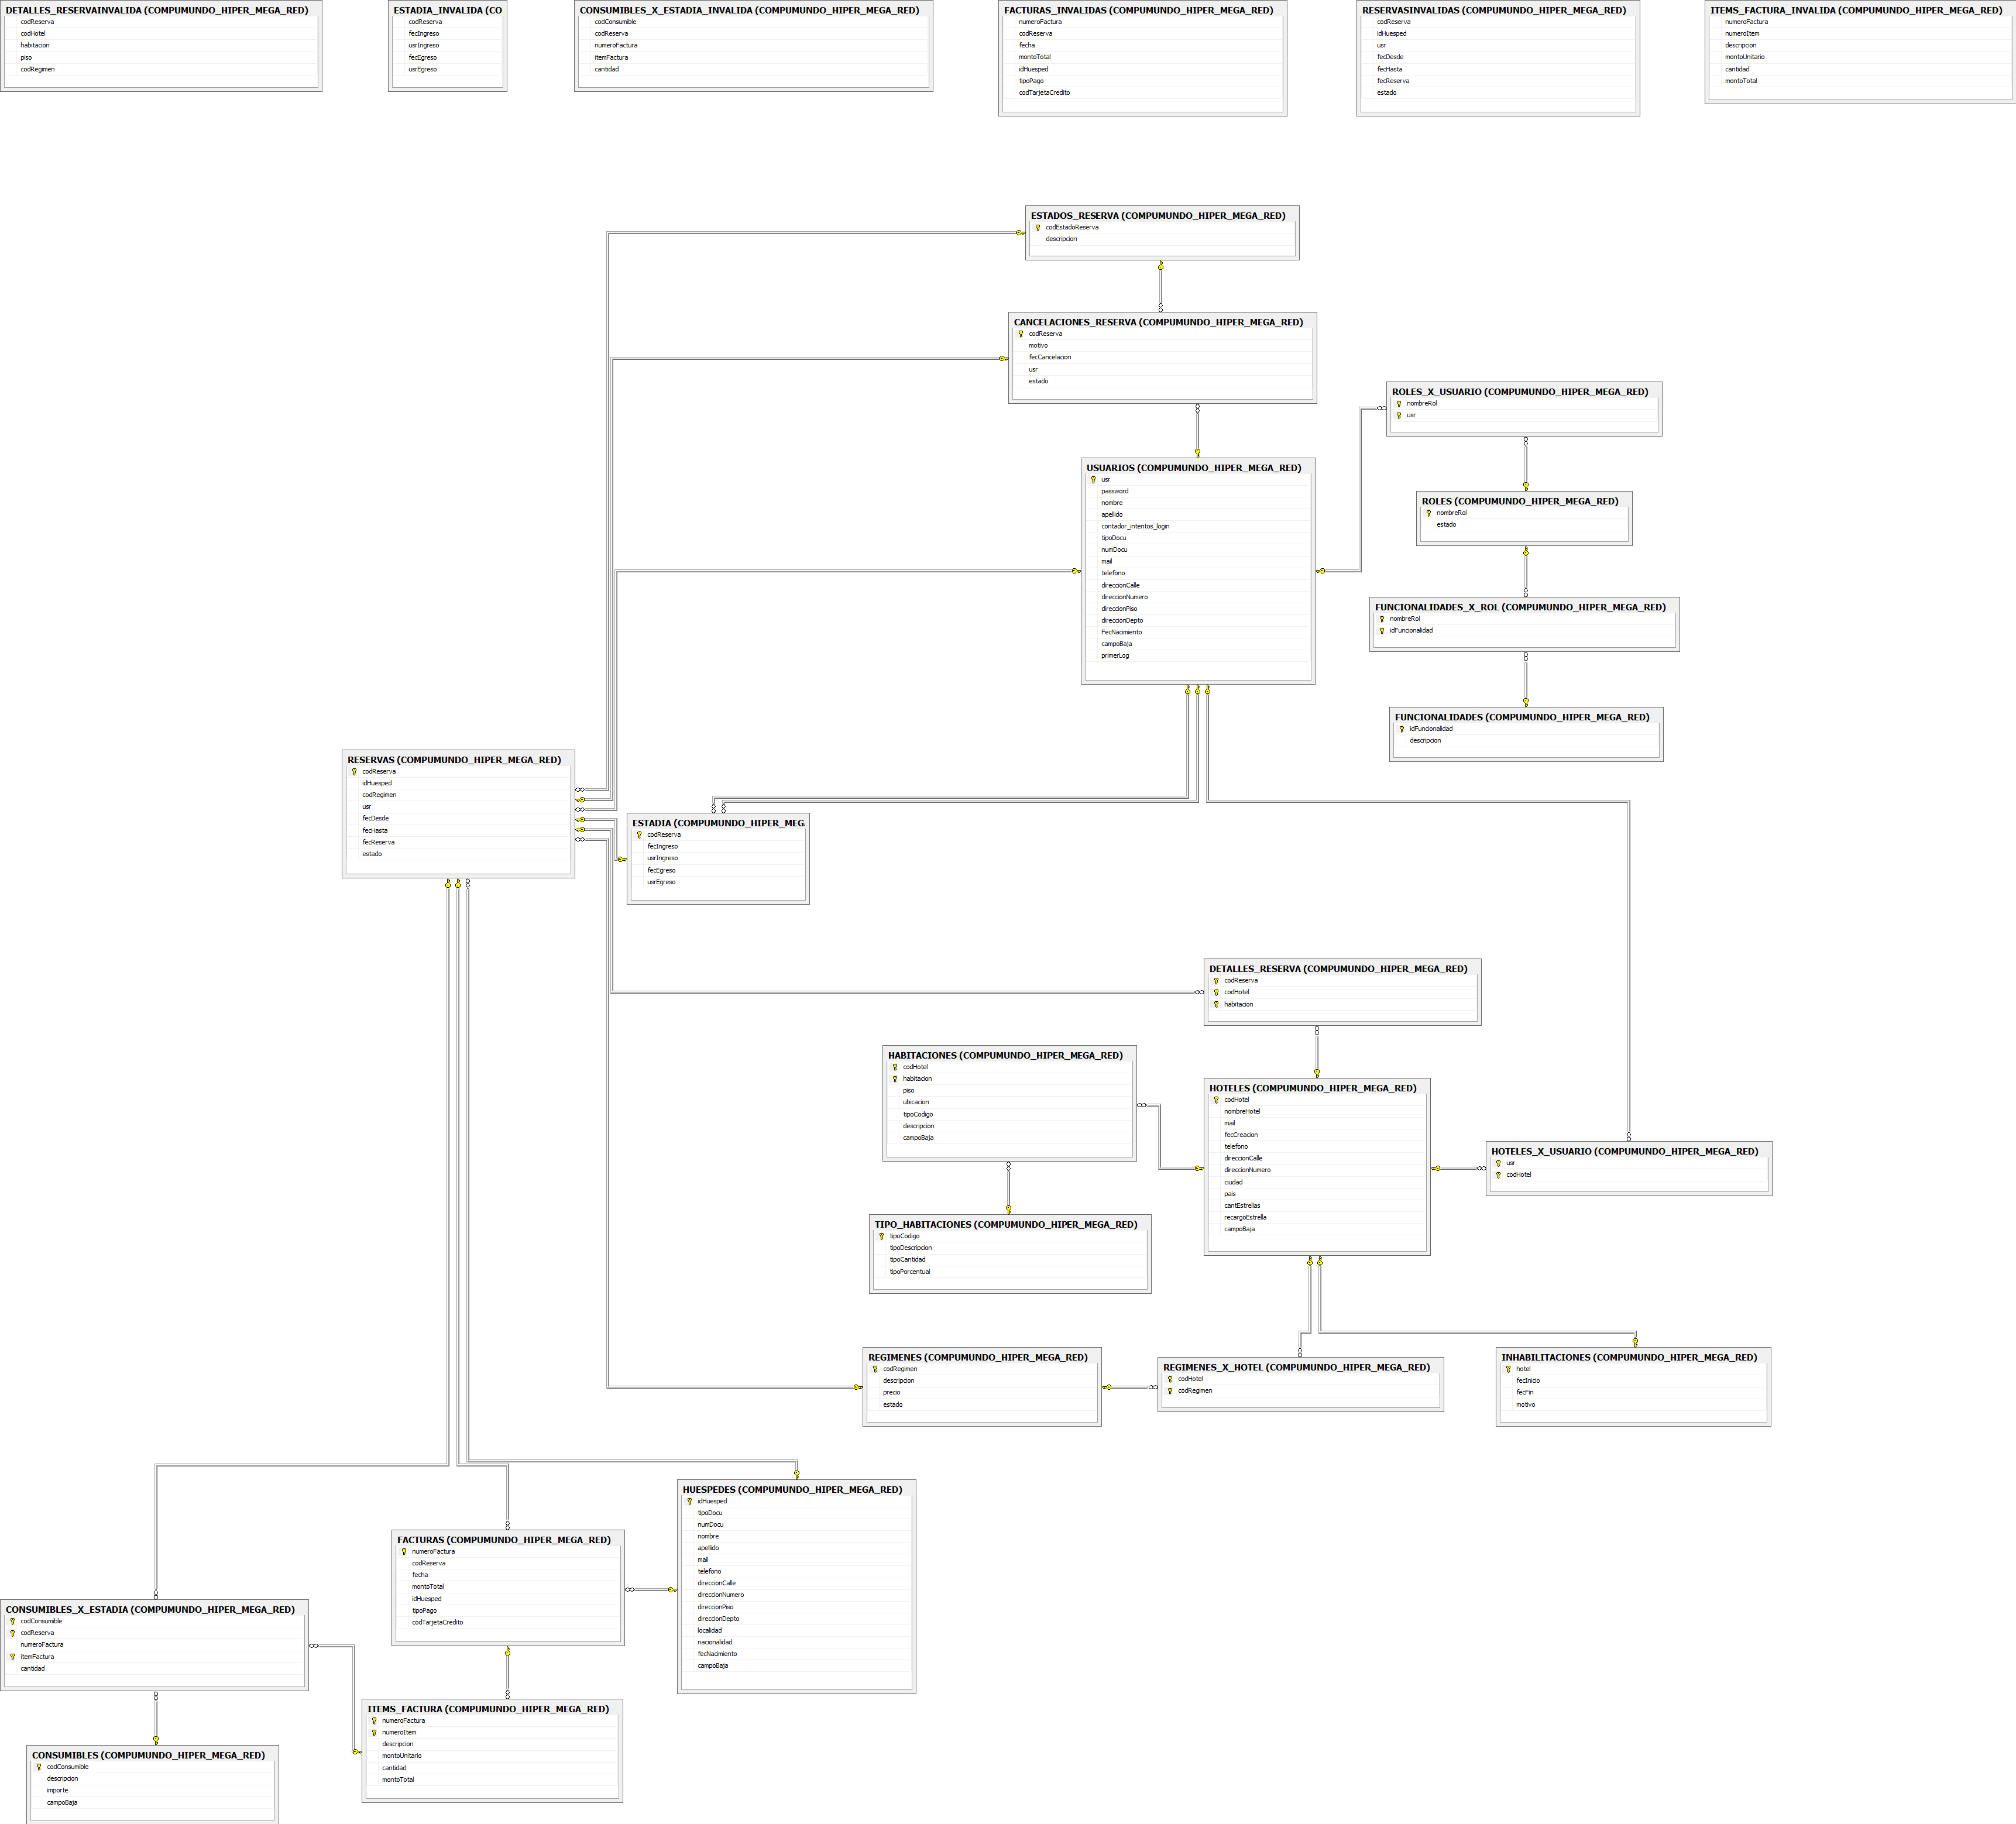 DETALLES_RESERVAINVALIDA (COMPUMUNDO_HIPER_MEGA_RED)
codReserva
codHotel
habitacion
piso
codRegimen
ESTADIA_INVALIDA (CO
codReserva
fecIngreso
usrIngreso
fecEgreso
usrEgreso
CONSUMIBLES_X_ESTADIA_INVALIDA (COMPUMUNDO_HIPER_MEGA_RED)
codConsumible
codReserva
numeroFactura
itemFactura
cantidad
FACTURAS_INVALIDAS (COMPUMUNDO_HIPER_MEGA_RED)
numeroFactura
codReserva
fecha
montoTotal
idHuesped
tipoPago
codTarjetaCredito
RESERVASINVALIDAS (COMPUMUNDO_HIPER_MEGA_RED)
codReserva
idHuesped
usr
fecDesde
fecHasta
fecReserva
estado
ITEMS_FACTURA_INVALIDA (COMPUMUNDO_HIPER_MEGA_RED)
numeroFactura
numeroItem
descripcion
montoUnitario
cantidad
montoTotal
ESTADOS_RESERVA (COMPUMUNDO_HIPER_MEGA_RED)
codEstadoReserva
descripcion
CANCELACIONES_RESERVA (COMPUMUNDO_HIPER_MEGA_RED)
codReserva
motivo
fecCancelacion
usr
estado
ROLES_X_USUARIO (COMPUMUNDO_HIPER_MEGA_RED)
nombreRol
usr
USUARIOS (COMPUMUNDO_HIPER_MEGA_RED)
usr
password
nombre
apellido
contador_intentos_login
tipoDocu
numDocu
mail
telefono
direccionCalle
direccionNumero
direccionPiso
direccionDepto
FecNacimiento
campoBaja
primerLog
ROLES (COMPUMUNDO_HIPER_MEGA_RED)
nombreRol
estado
FUNCIONALIDADES_X_ROL (COMPUMUNDO_HIPER_MEGA_RED)
nombreRol
idFuncionalidad
FUNCIONALIDADES (COMPUMUNDO_HIPER_MEGA_RED)
idFuncionalidad
descripcion
RESERVAS (COMPUMUNDO_HIPER_MEGA_RED)
codReserva
idHuesped
codRegimen
usr
fecDesde
fecHasta
fecReserva
estado
ESTADIA (COMPUMUNDO_HIPER_MEG
codReserva
fecIngreso
usrIngreso
fecEgreso
usrEgreso
DETALLES_RESERVA (COMPUMUNDO_HIPER_MEGA_RED)
codReserva
codHotel
habitacion
HABITACIONES (COMPUMUNDO_HIPER_MEGA_RED)
codHotel
habitacion
piso
ubicacion
tipoCodigo
descripcion
campoBaja
HOTELES (COMPUMUNDO_HIPER_MEGA_RED)
codHotel
nombreHotel
mail
fecCreacion
telefono
direccionCalle
direccionNumero
ciudad
pais
cantEstrellas
recargoEstrella
campoBaja
HOTELES_X_USUARIO (COMPUMUNDO_HIPER_MEGA_RED)
usr
codHotel
TIPO_HABITACIONES (COMPUMUNDO_HIPER_MEGA_RED)
tipoCodigo
tipoDescripcion
tipoCantidad
tipoPorcentual
REGIMENES (COMPUMUNDO_HIPER_MEGA_RED)
codRegimen
descripcion
precio
estado
REGIMENES_X_HOTEL (COMPUMUNDO_HIPER_MEGA_RED)
codHotel
codRegimen
INHABILITACIONES (COMPUMUNDO_HIPER_MEGA_RED)
hotel
fecInicio
fecFin
motivo
HUESPEDES (COMPUMUNDO_HIPER_MEGA_RED)
idHuesped
tipoDocu
numDocu
nombre
apellido
mail
telefono
direccionCalle
direccionNumero
direccionPiso
direccionDepto
localidad
nacionalidad
fecNacimiento
campoBaja
FACTURAS (COMPUMUNDO_HIPER_MEGA_RED)
numeroFactura
codReserva
fecha
montoTotal
idHuesped
tipoPago
codTarjetaCredito
CONSUMIBLES_X_ESTADIA (COMPUMUNDO_HIPER_MEGA_RED)
codConsumible
codReserva
numeroFactura
itemFactura
cantidad
ITEMS_FACTURA (COMPUMUNDO_HIPER_MEGA_RED)
numeroFactura
numeroItem
descripcion
montoUnitario
cantidad
montoTotal
CONSUMIBLES (COMPUMUNDO_HIPER_MEGA_RED)
codConsumible
descripcion
importe
campoBaja